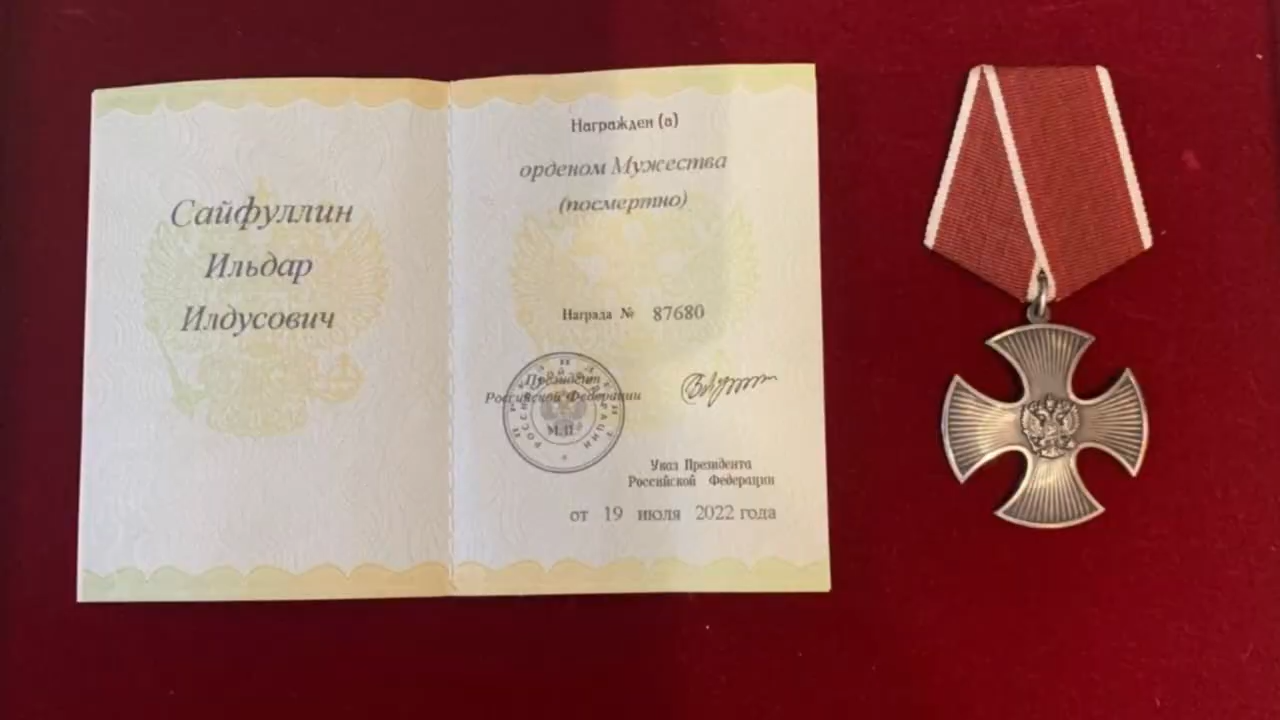 Сайфуллин
Ильдар
Илдусович
Награжден (а)
орденом Мужества
(посмертно)
Награда № 87680
Президент
Российской Федерации
М.П.
Указ Президента
Российской Федерации
от 19 июля 2022 года